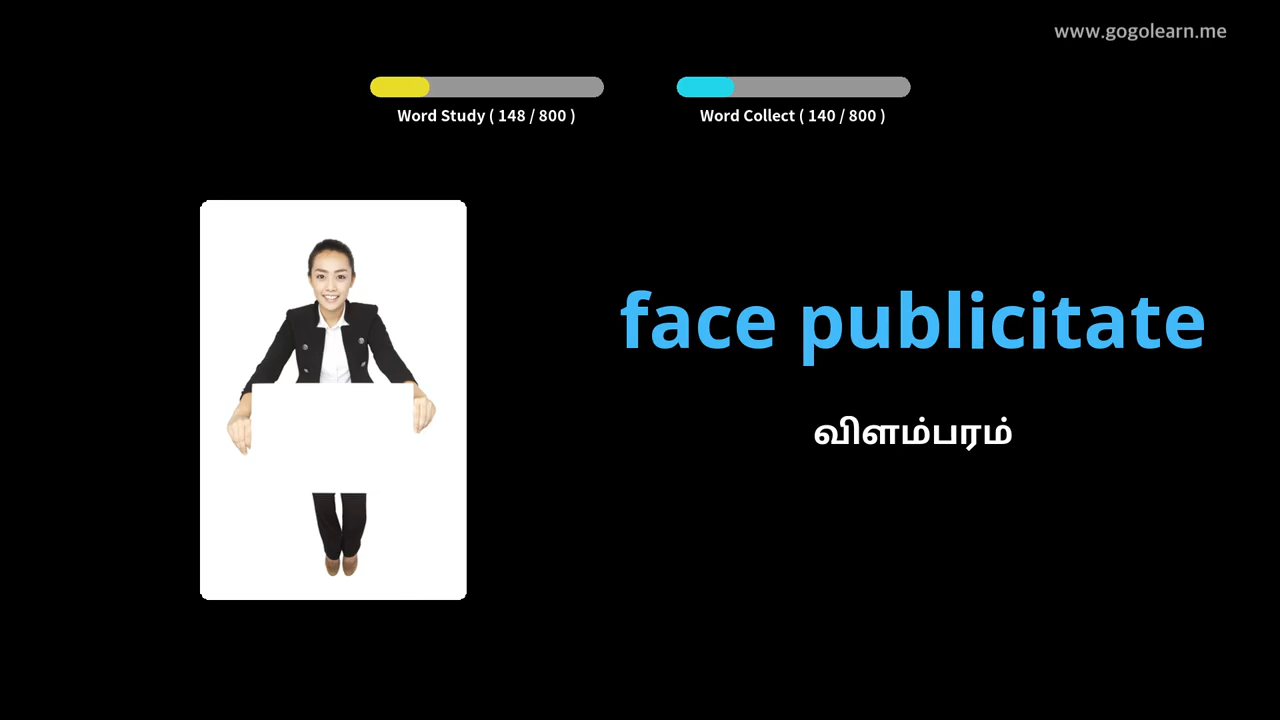 www.gogolearn.me
Word Study ( 148 / 800 )
Word Collect ( 140 / 800 )
face publicitate
விளம்பரம்